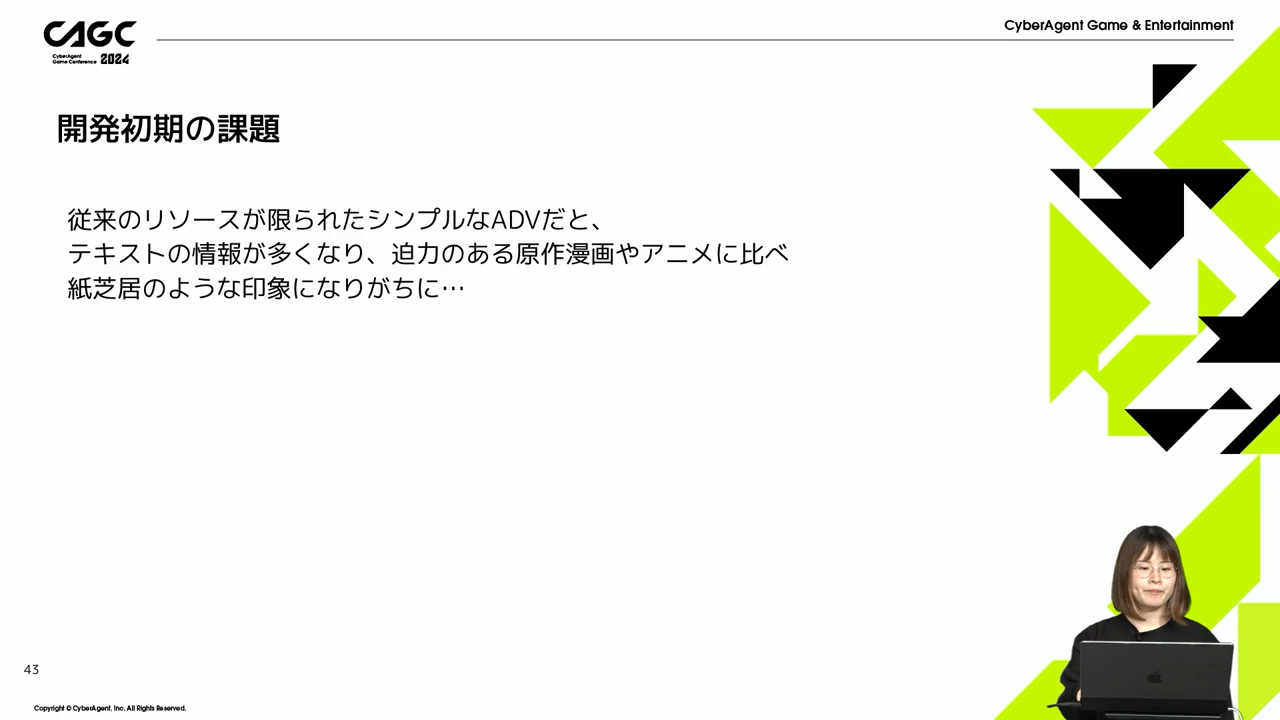 CAGC
CyberAgent
Game Conference 2024
CyberAgent Game & Entertainment
開発初期の課題
従来のリソースが限られたシンプルなADVだと、
テキストの情報が多くなり、迫力のある原作漫画やアニメに比べ
紙芝居のような印象になりがちに…
43
Copyright © CyberAgent, Inc. All Rights Reserved.